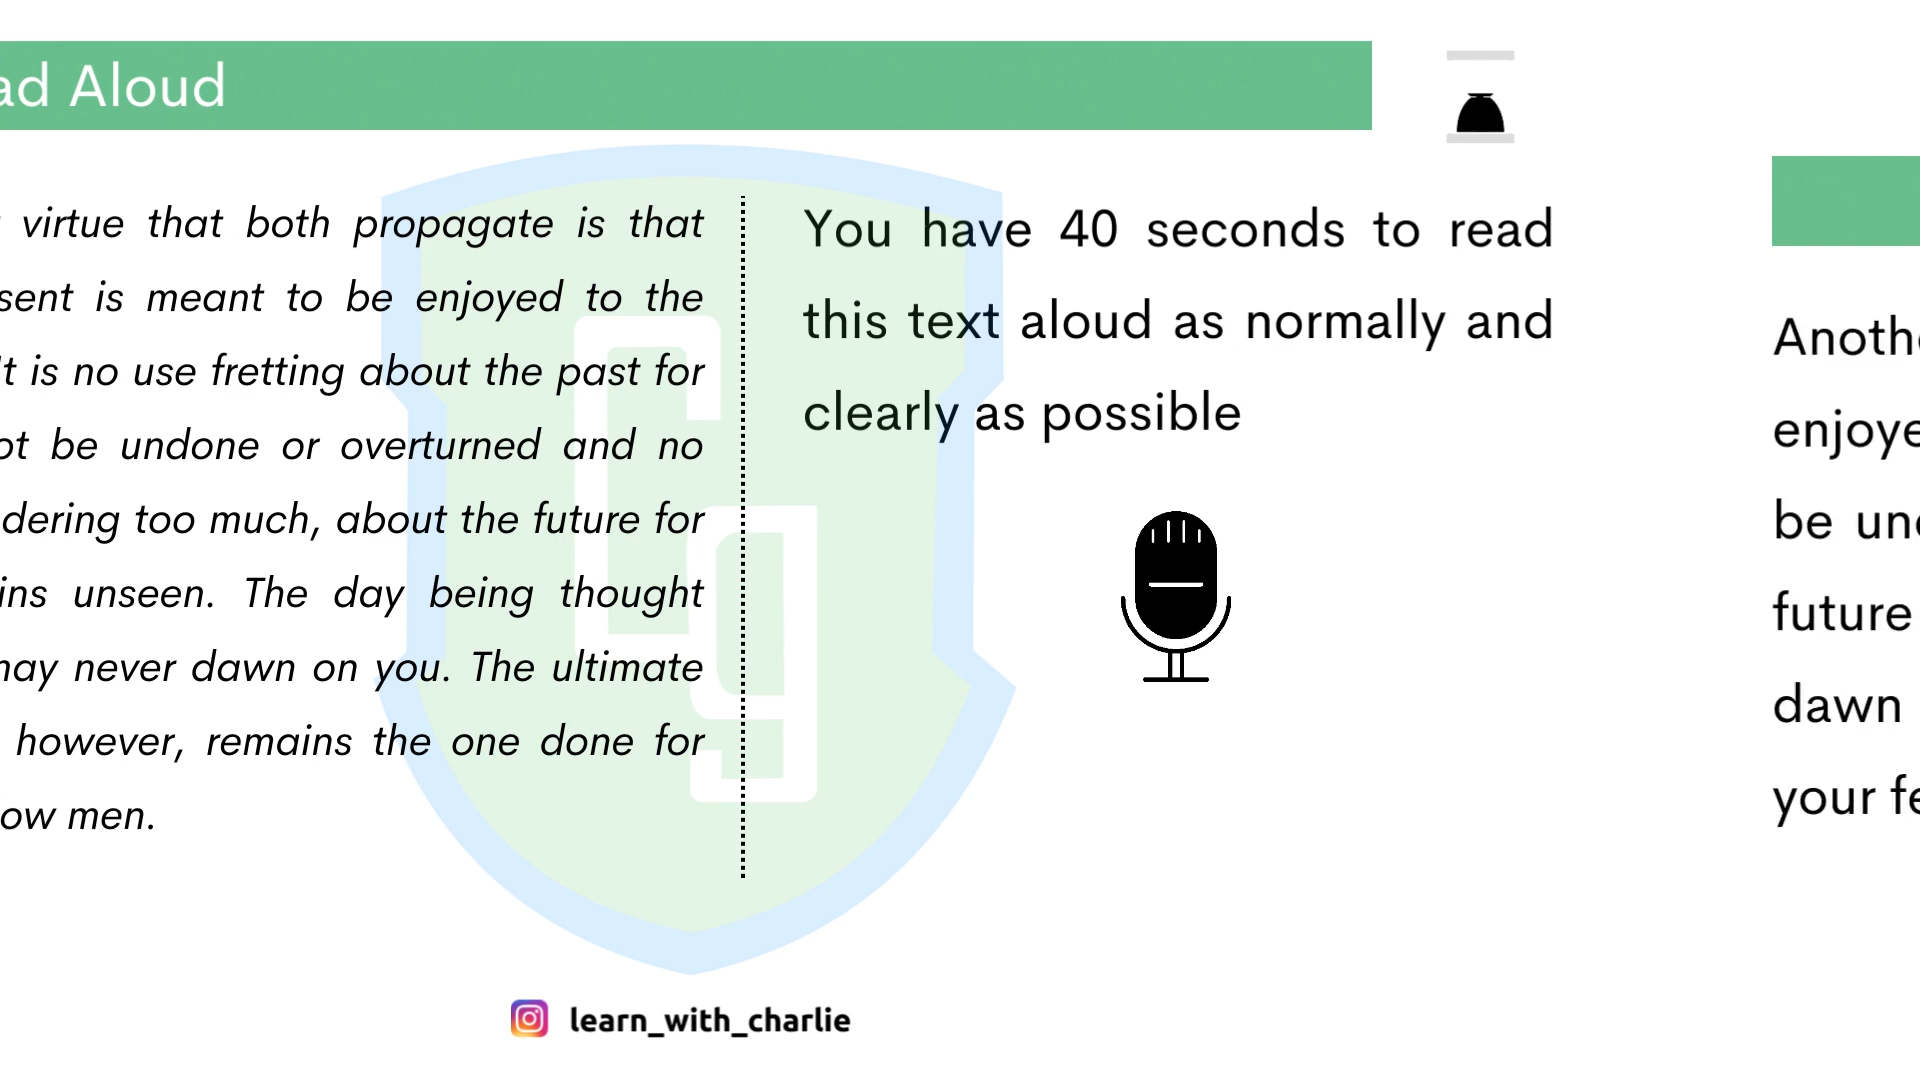 ad Aloud
virtue that both propagate is that
sent is meant to be enjoyed to the
It is no use fretting about the past for
ot be undone or overturned and no
dering too much, about the future for
ins unseen. The day being thought
may never dawn on you. The ultimate
however, remains the one done for
ow men.
You have 40 seconds to read
this text aloud as normally and
clearly as possible
Anoth
enjoye
be und
future
dawn
your fe
Cg
learn_with_charlie